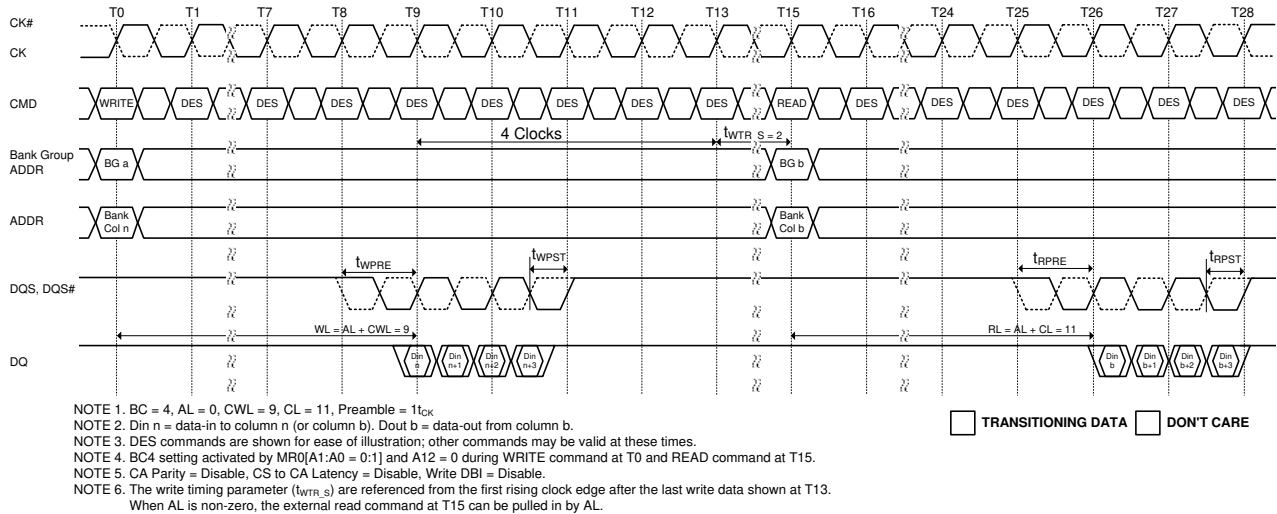 T0 T1 T7 T8 T9 T10 T11 T12 T13 T15 T16 T24 T25 T26 T27 T28
CK#
CK
CMD WRITE DES DES DES DES DES DES DES DES READ DES DES DES DES DES DES
4 Clocks tWTR_S = 2
Bank Group
ADDR
BG a BG b
ADDR
Bank
Col n
Bank
Col b
tWPRE tWPST tRPRE tRPST
DQS, DQS#
WL = AL + CWL = 9 RL = AL + CL = 11
DQ
Din
n
Din
n+1
Din
n+2
Din
n+3
Din
b
Din
b+1
Din
b+2
Din
b+3
NOTE 1. BC = 4, AL = 0, CWL = 9, CL = 11, Preamble = 1tCK
NOTE 2. Din n = data-in to column n (or column b). Dout b = data-out from column b.
NOTE 3. DES commands are shown for ease of illustration; other commands may be valid at these times.
NOTE 4. BC4 setting activated by MR0[A1:A0 = 0:1] and A12 = 0 during WRITE command at T0 and READ command at T15.
NOTE 5. CA Parity = Disable, CS to CA Latency = Disable, Write DBI = Disable.
NOTE 6. The write timing parameter (tWTR_S) are referenced from the first rising clock edge after the last write data shown at T13.
When AL is non-zero, the external read command at T15 can be pulled in by AL.
TRANSITIONING DATA DON'T CARE